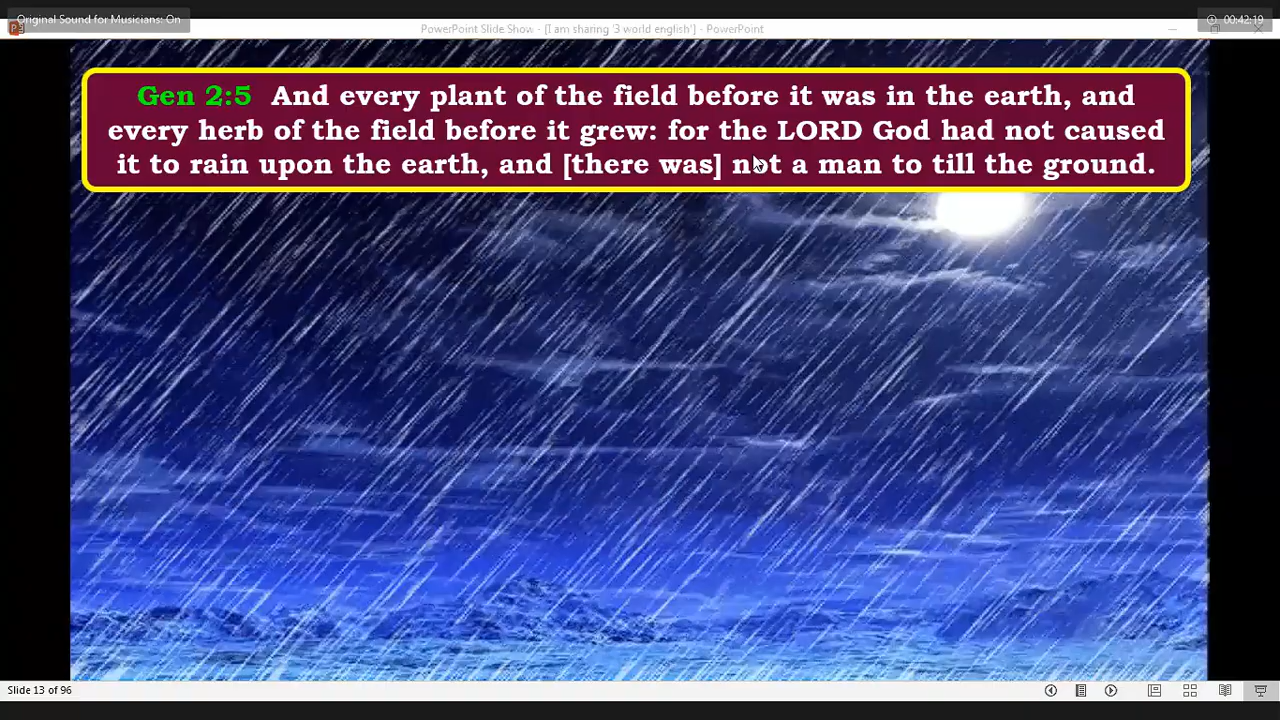 Original Sound for Musicians: On
00:42:19
PowerPoint Slide Show - [I am sharing '3 world english'] - PowerPoint
Gen 2:5 And every plant of the field before it was in the earth, and
every herb of the field before it grew: for the LORD God had not caused
it to rain upon the earth, and [there was] not a man to till the ground.
Slide 13 of 96